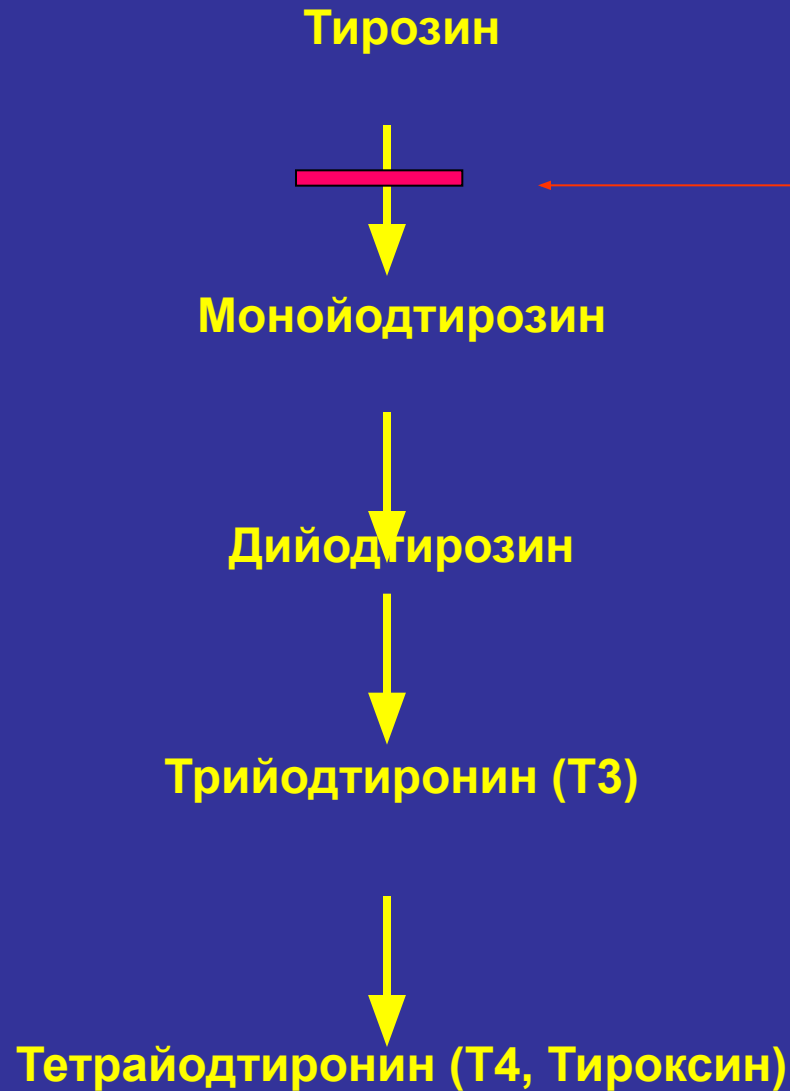 Тирозин
Монойодтирозин
Дийодтирозин
Трийодтиронин (Т3)
Тетрайодтиронин (Т4, Тироксин)